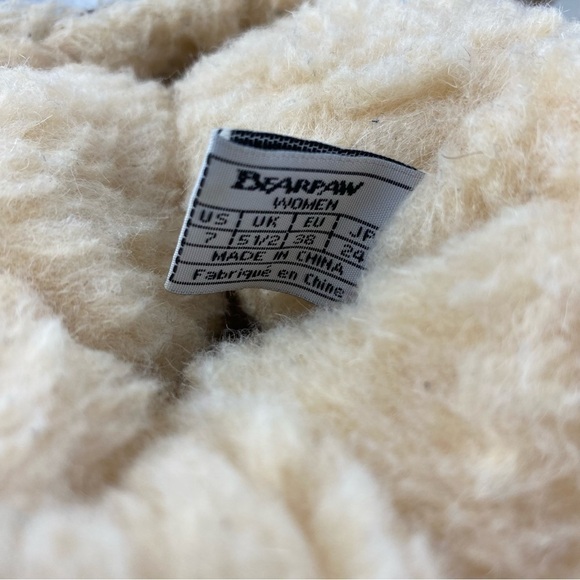 BEARPAW
WOMEN
US UK EU JP
7 5 1/2 38 24
MADE IN CHINA
Fabriqué en Chine